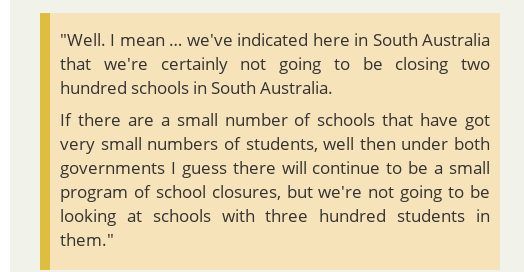 "Well. I mean ... we've indicated here in South Australia
that we're certainly not going to be closing two
hundred schools in South Australia.
If there are a small number of schools that have got
very small numbers of students, well then under both
governments I guess there will continue to be a small
program of school closures, but we're not going to be
looking at schools with three hundred students in
them."